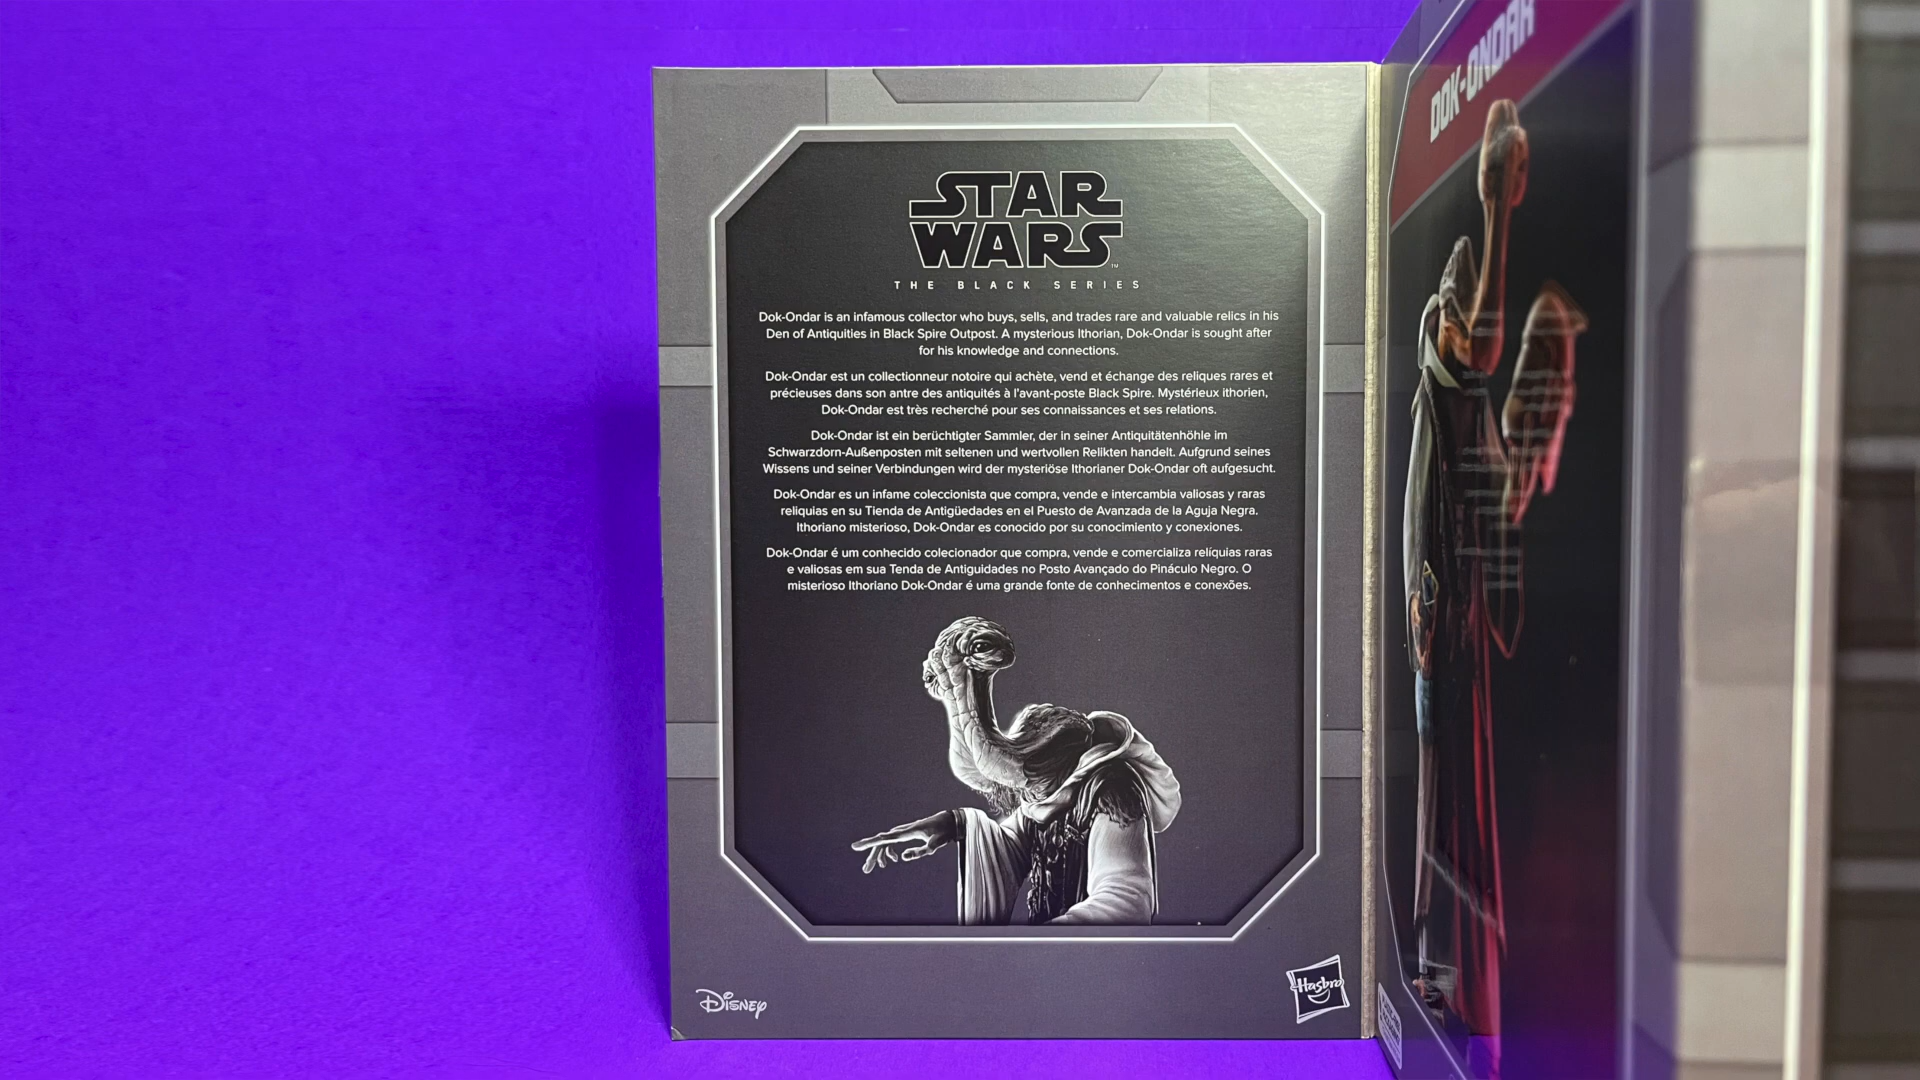 STAR
WARS
THE BLACK SERIES
Dok-Ondar is an infamous collector who buys, sells, and trades rare and valuable relics in his
Den of Antiquities in Black Spire Outpost. A mysterious Ithorian, Dok-Ondar is sought after
for his knowledge and connections.
Dok-Ondar est un collectionneur notoire qui achète, vend et échange des reliques rares et
précieuses dans son antre des antiquités à l'avant-poste Black Spire. Mystérieux ithorien,
Dok-Ondar est très recherché pour ses connaissances et ses relations.
Dok-Ondar ist ein berüchtigter Sammler, der in seiner Antiquitätenhöhle im
Schwarzdorn-Außenposten mit seltenen und wertvollen Relikten handelt. Aufgrund seines
Wissens und seiner Verbindungen wird der mysteriöse Ithorianer Dok-Ondar oft aufgesucht.
Dok-Ondar es un infame coleccionista que compra, vende e intercambia valiosas y raras
reliquias en su Tienda de Antigüedades en el Puesto de Avanzada de la Aguja Negra.
Ithoriano misterioso, Dok-Ondar es conocido por su conocimiento y conexiones.
Dok-Ondar é um conhecido colecionador que compra, vende e comercializa relíquias raras
e valiosas em sua Tenda de Antiguidades no Posto Avançado do Pináculo Negro. O
misterioso Ithoriano Dok-Ondar é uma grande fonte de conhecimentos e conexões.
Disney
Hasbro
DOK-ONDAR